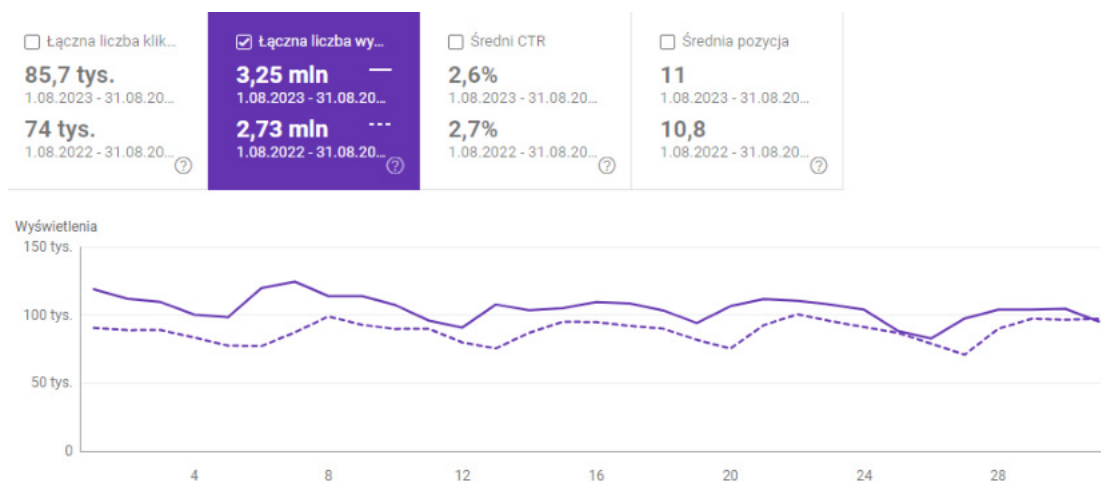 Łączna liczba klik...
85,7 tys.
1.08.2023 - 31.08.20...
74 tys.
1.08.2022 - 31.08.20...
Łączna liczba wy...
3,25 mln
1.08.2023 - 31.08.20...
2,73 mln
1.08.2022 - 31.08.20...
Średni CTR
2,6%
1.08.2023 - 31.08.20...
2,7%
1.08.2022 - 31.08.20...
Średnia pozycja
11
1.08.2023 - 31.08.20...
10,8
1.08.2022 - 31.08.20...
Wyświetlenia
150 tys.
100 tys.
50 tys.
0
4 8 12 16 20 24 28